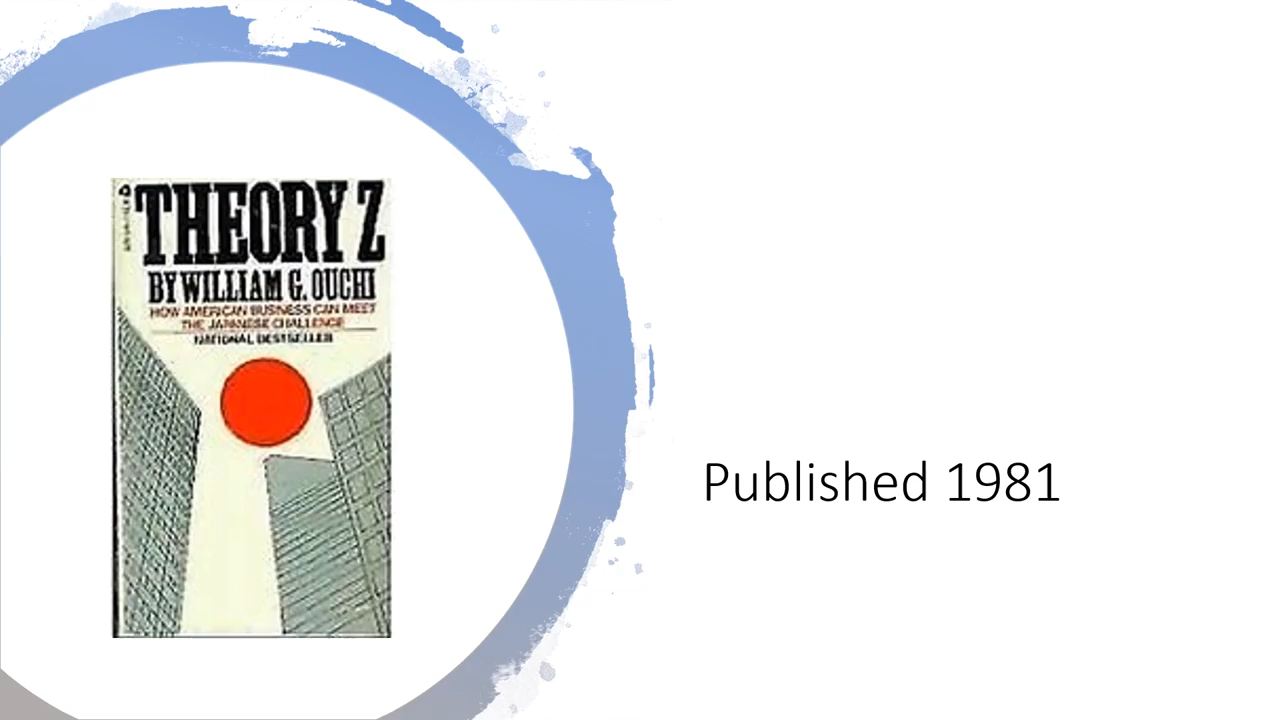 THEORY Z
BY WILLIAM G. OUCHI
HOW AMERICAN BUSINESS CAN MEET
THE JAPANESE CHALLENGE
NATIONAL BESTSELLER
Published 1981